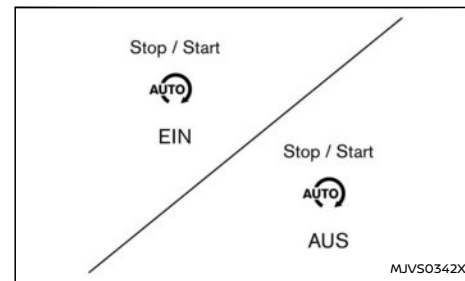 Stop / Start
AUTO
EIN
Stop / Start
AUTO
AUS
MJVS0342X